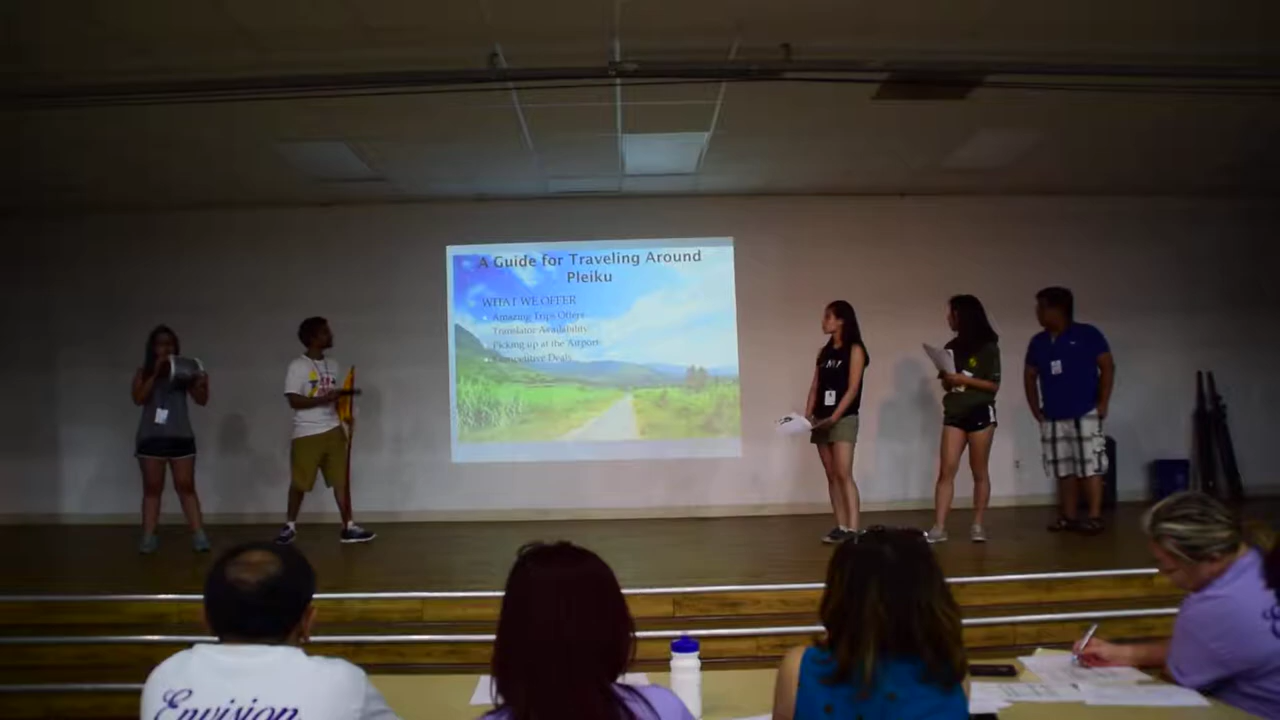 A Guide for Traveling Around
Pleiku
WHAT WE OFFER
Amazing Trips Offers
Translator Availability
Picking up at the Airport
Competitive Deals
Envision